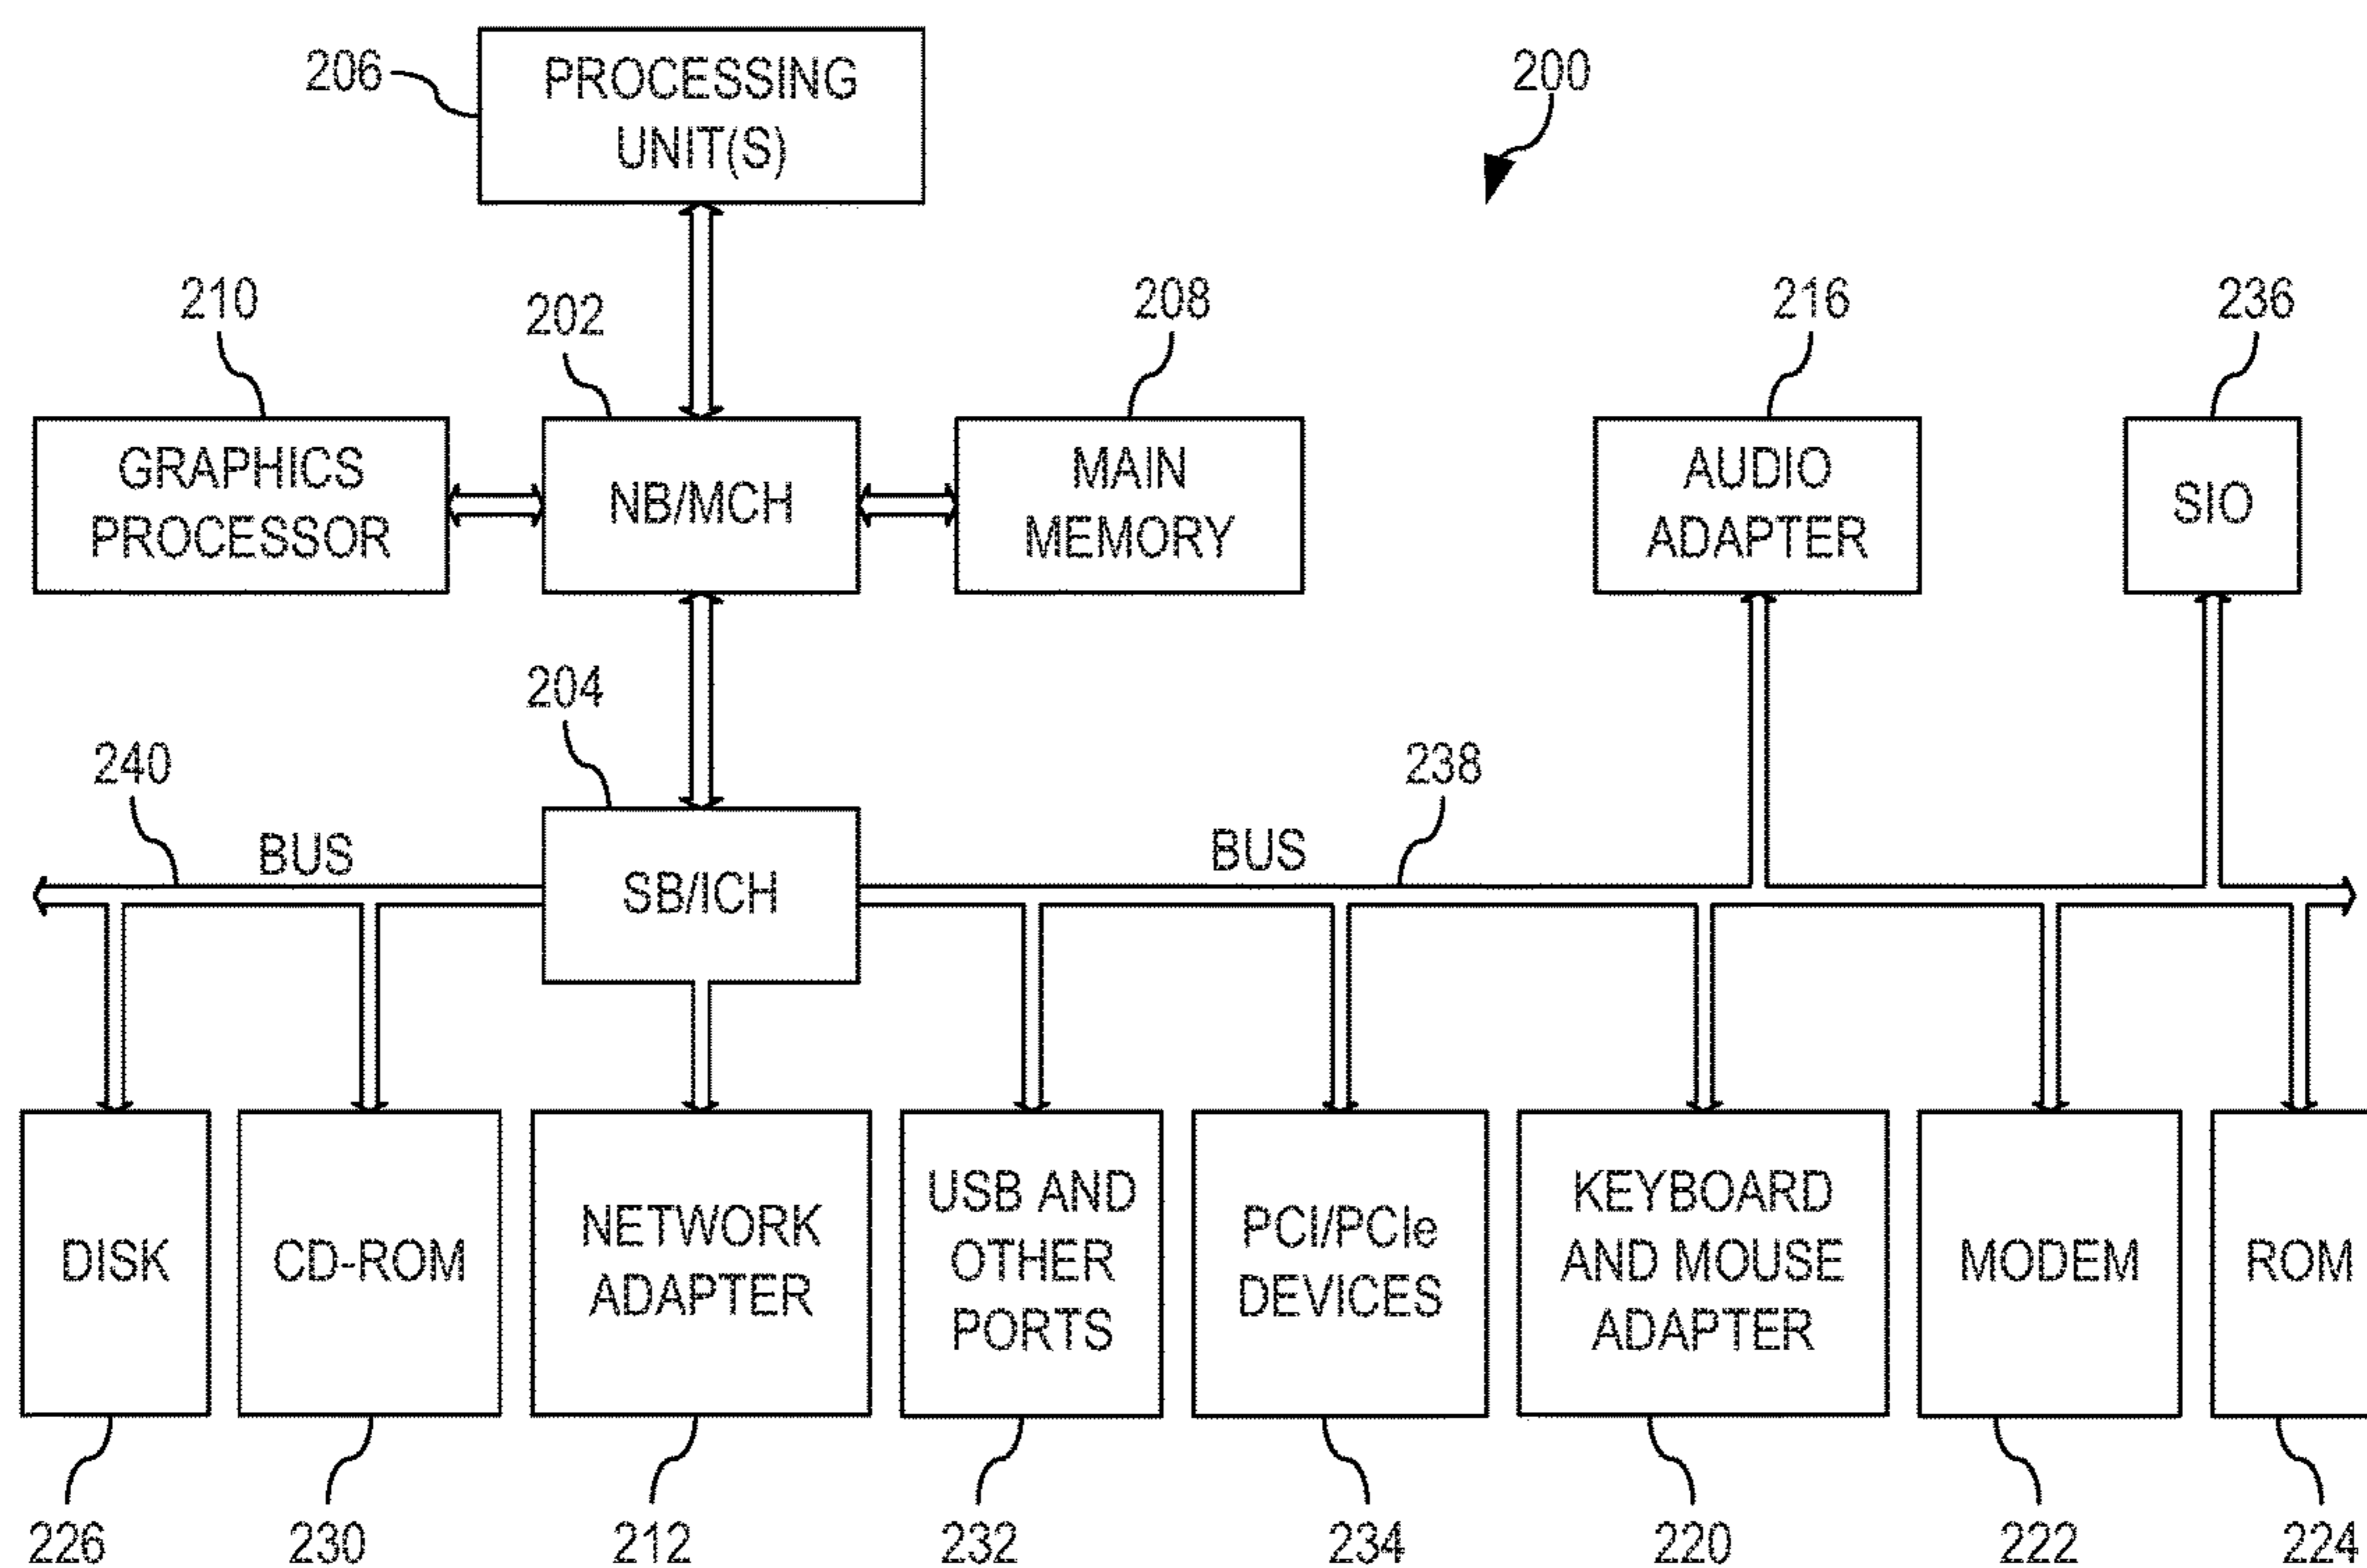 206
PROCESSING
UNIT(S)
200
210
202
208
216
236
GRAPHICS
PROCESSOR
NB/MCH
MAIN
MEMORY
AUDIO
ADAPTER
SIO
204
240
238
BUS
BUS
SB/ICH
DISK
CD-ROM
NETWORK
ADAPTER
USB AND
OTHER
PORTS
PCI/PCIe
DEVICES
KEYBOARD
AND MOUSE
ADAPTER
MODEM
ROM
226
230
212
232
234
220
222
224